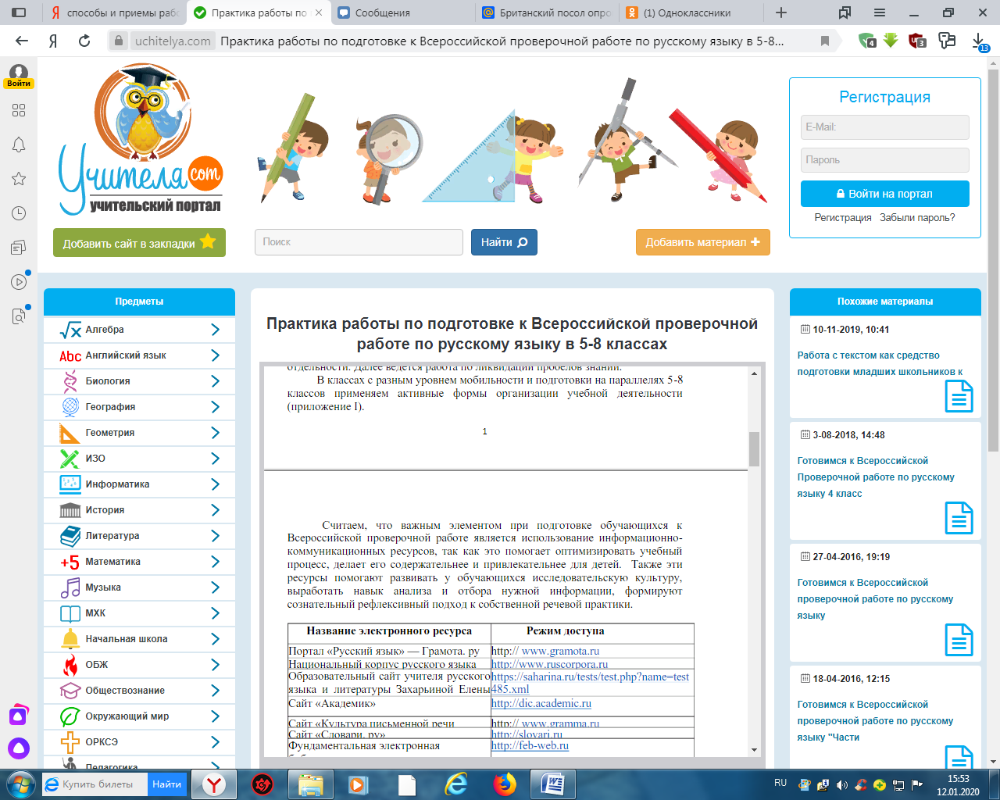 способы и приемы рабо
Практика работы по п
Сообщения
Британский посол опро
(1) Одноклассники
uchitelya.com Практика работы по подготовке к Всероссийской проверочной работе по русскому языку в 5-8...
4
3
13
Войти
Учителя.com
учительский портал
Добавить сайт в закладки
Поиск
Найти
Добавить материал
Регистрация
E-Mail:
Пароль
Войти на портал
Регистрация Забыли пароль?
Предметы
Алгебра
Английский язык
Биология
География
Геометрия
ИЗО
Информатика
История
Литература
Математика
Музыка
МХК
Начальная школа
ОБЖ
Обществознание
Окружающий мир
ОРКСЭ
Педагогика
Практика работы по подготовке к Всероссийской проверочной
работе по русскому языку в 5-8 классах
отдельности. Далее ведется работа по ликвидации пробелов знаний.
В классах с разным уровнем мобильности и подготовки на параллелях 5-8
классов применяем активные формы организации учебной деятельности
(приложение I).
1
Считаем, что важным элементом при подготовке обучающихся к
Всероссийской проверочной работе является использование информационно-
коммуникационных ресурсов, так как это помогает оптимизировать учебный
процесс, делает его содержательнее и привлекательнее для детей. Также эти
ресурсы помогают развивать у обучающихся исследовательскую культуру,
выработать навык анализа и отбора нужной информации, формируют
сознательный рефлексивный подход к собственной речевой практики.
Название электронного ресурса Режим доступа
Портал «Русский язык» — Грамота. ру http:// www.gramota.ru
Национальный корпус русского языка http://www.ruscorpora.ru
Образовательный сайт учителя русского https://saharina.ru/tests/test.php?name=test
языка и литературы Захарьиной Елены 485.xml
Сайт «Академик» http://dic.academic.ru
Сайт «Культура письменной речи http:// www.gramma.ru
Сайт «Словари. ру» http://slovari.ru
Фундаментальная электронная http://feb-web.ru
Похожие материалы
10-11-2019, 10:41
Работа с текстом как средство
подготовки младших школьников к
3-08-2018, 14:48
Готовимся к Всероссийской
Проверочной работе по русскому
языку 4 класс
27-04-2016, 19:19
Готовимся к Всероссийской
проверочной работе по русскому
языку
18-04-2016, 12:15
Готовимся к Всероссийской
проверочной работе по русскому
языку "Части
Купить билеты
Найти
RU
15:53
12.01.2020